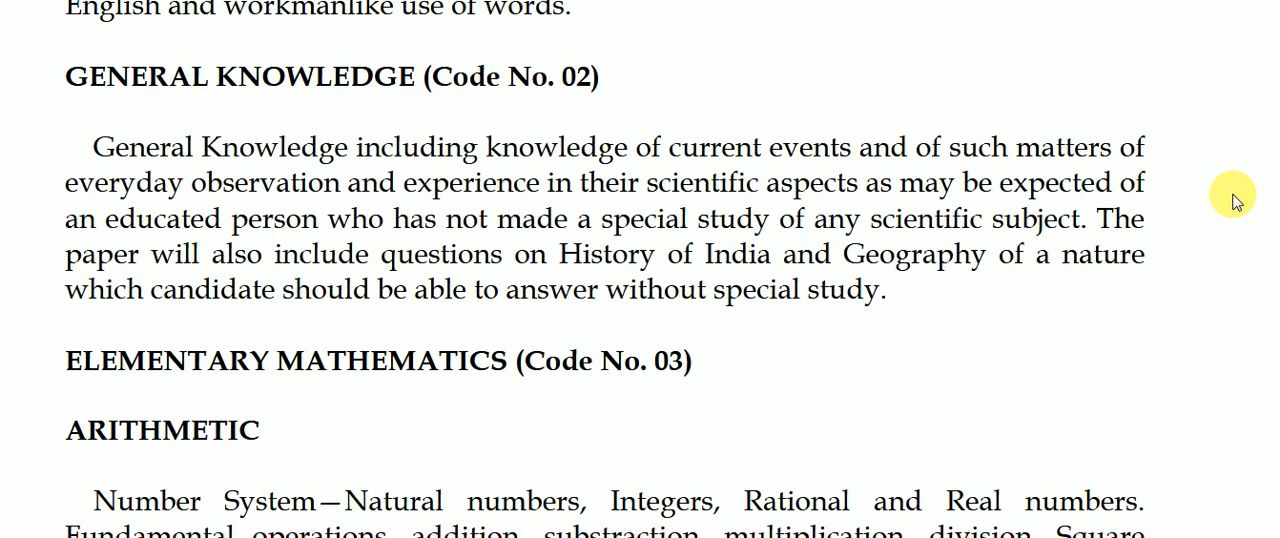 English and workmanlike use of words.
GENERAL KNOWLEDGE (Code No. 02)
General Knowledge including knowledge of current events and of such matters of
everyday observation and experience in their scientific aspects as may be expected of
an educated person who has not made a special study of any scientific subject. The
paper will also include questions on History of India and Geography of a nature
which candidate should be able to answer without special study.
ELEMENTARY MATHEMATICS (Code No. 03)
ARITHMETIC
Number System—Natural numbers, Integers, Rational and Real numbers.
Fundamental operations, addition, substraction, multiplication, division, Square